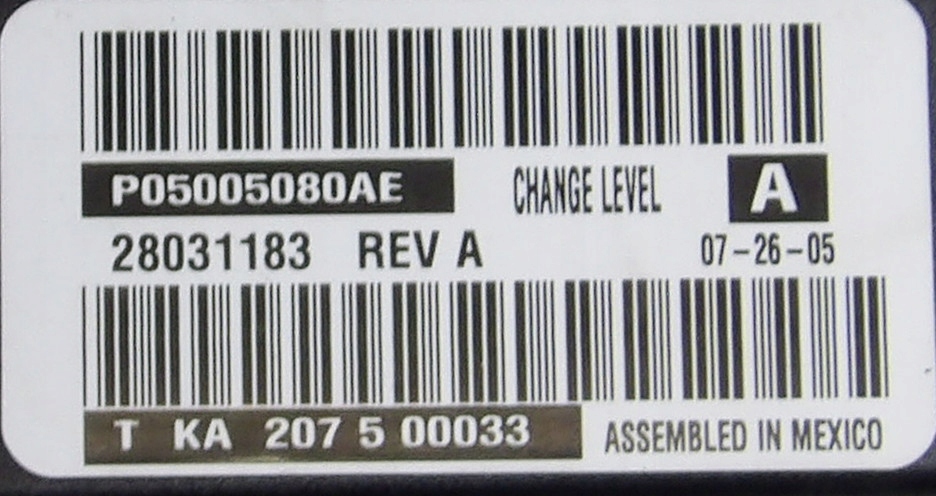 P05005080AE CHANGE LEVEL A
28031183 REV A 07-26-05
T KA 207 5 00033 ASSEMBLED IN MEXICO